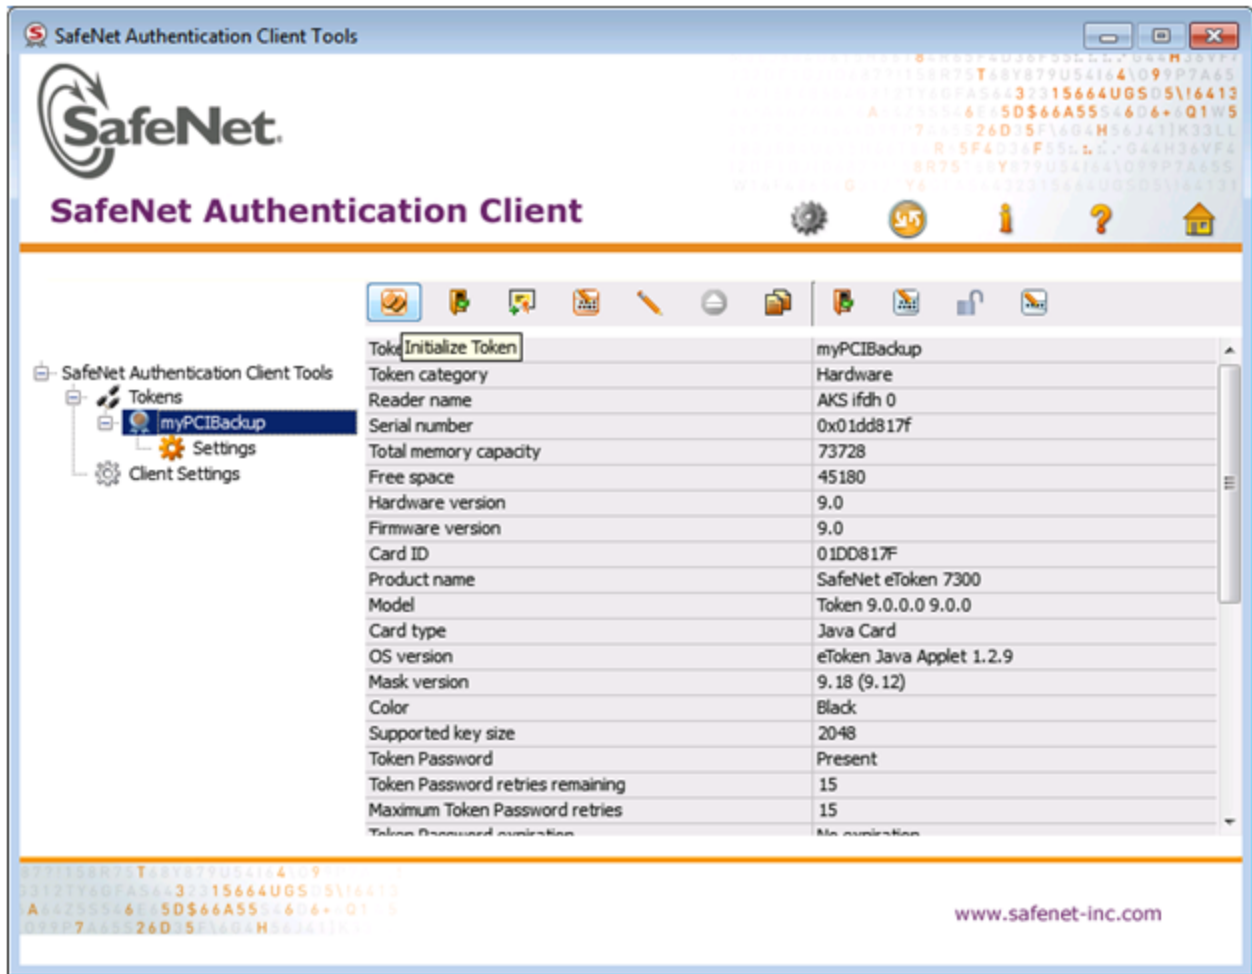 SafeNet Authentication Client Tools
SafeNet.
SafeNet Authentication Client
Initialize Token
SafeNet Authentication Client Tools
Tokens
myPCIBackup
Settings
Client Settings
myPCIBackup
Token category Hardware
Reader name AKS ifdh 0
Serial number 0x01dd817f
Total memory capacity 73728
Free space 45180
Hardware version 9.0
Firmware version 9.0
Card ID 01DD817F
Product name SafeNet eToken 7300
Model Token 9.0.0.0 9.0.0
Card type Java Card
OS version eToken Java Applet 1.2.9
Mask version 9.18 (9.12)
Color Black
Supported key size 2048
Token Password Present
Token Password retries remaining 15
Maximum Token Password retries 15
Token Password expiration No expiration
www.safenet-inc.com